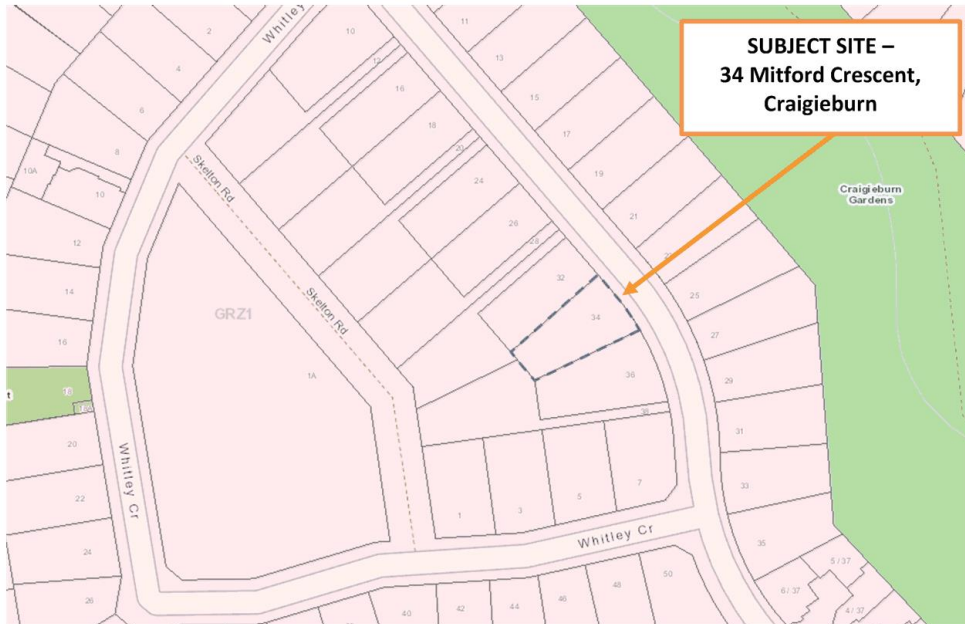 SUBJECT SITE –
34 Mitford Crescent,
Craigieburn
Whitley
2
4
6
8
10A
10
12
14
16
18
20
22
24
26
10
12
16
18
20
24
26
28
32
34
36
38
11
13
15
17
19
21
25
27
29
31
33
35
Craigieburn
Gardens
Skelton Rd
Skelton Rd
GRZ1
1A
t
Whitley Cr
1
3
5
7
Whitley Cr
40
42
44
46
48
50
5 / 37
6 / 37
4 / 37